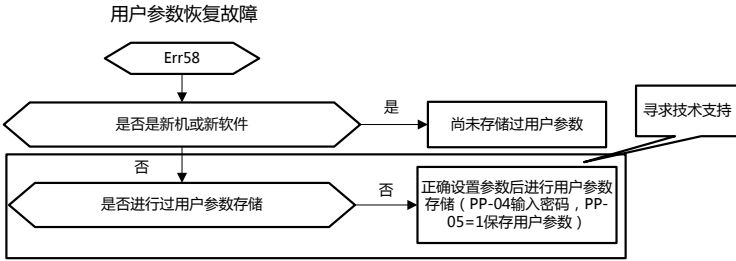 用户参数恢复故障
Err58
是否是新机或新软件
是
尚未存储过用户参数
寻求技术支持
否
是否进行过用户参数存储
否
正确设置参数后进行用户参数
存储（PP-04输入密码，PP-
05=1保存用户参数）